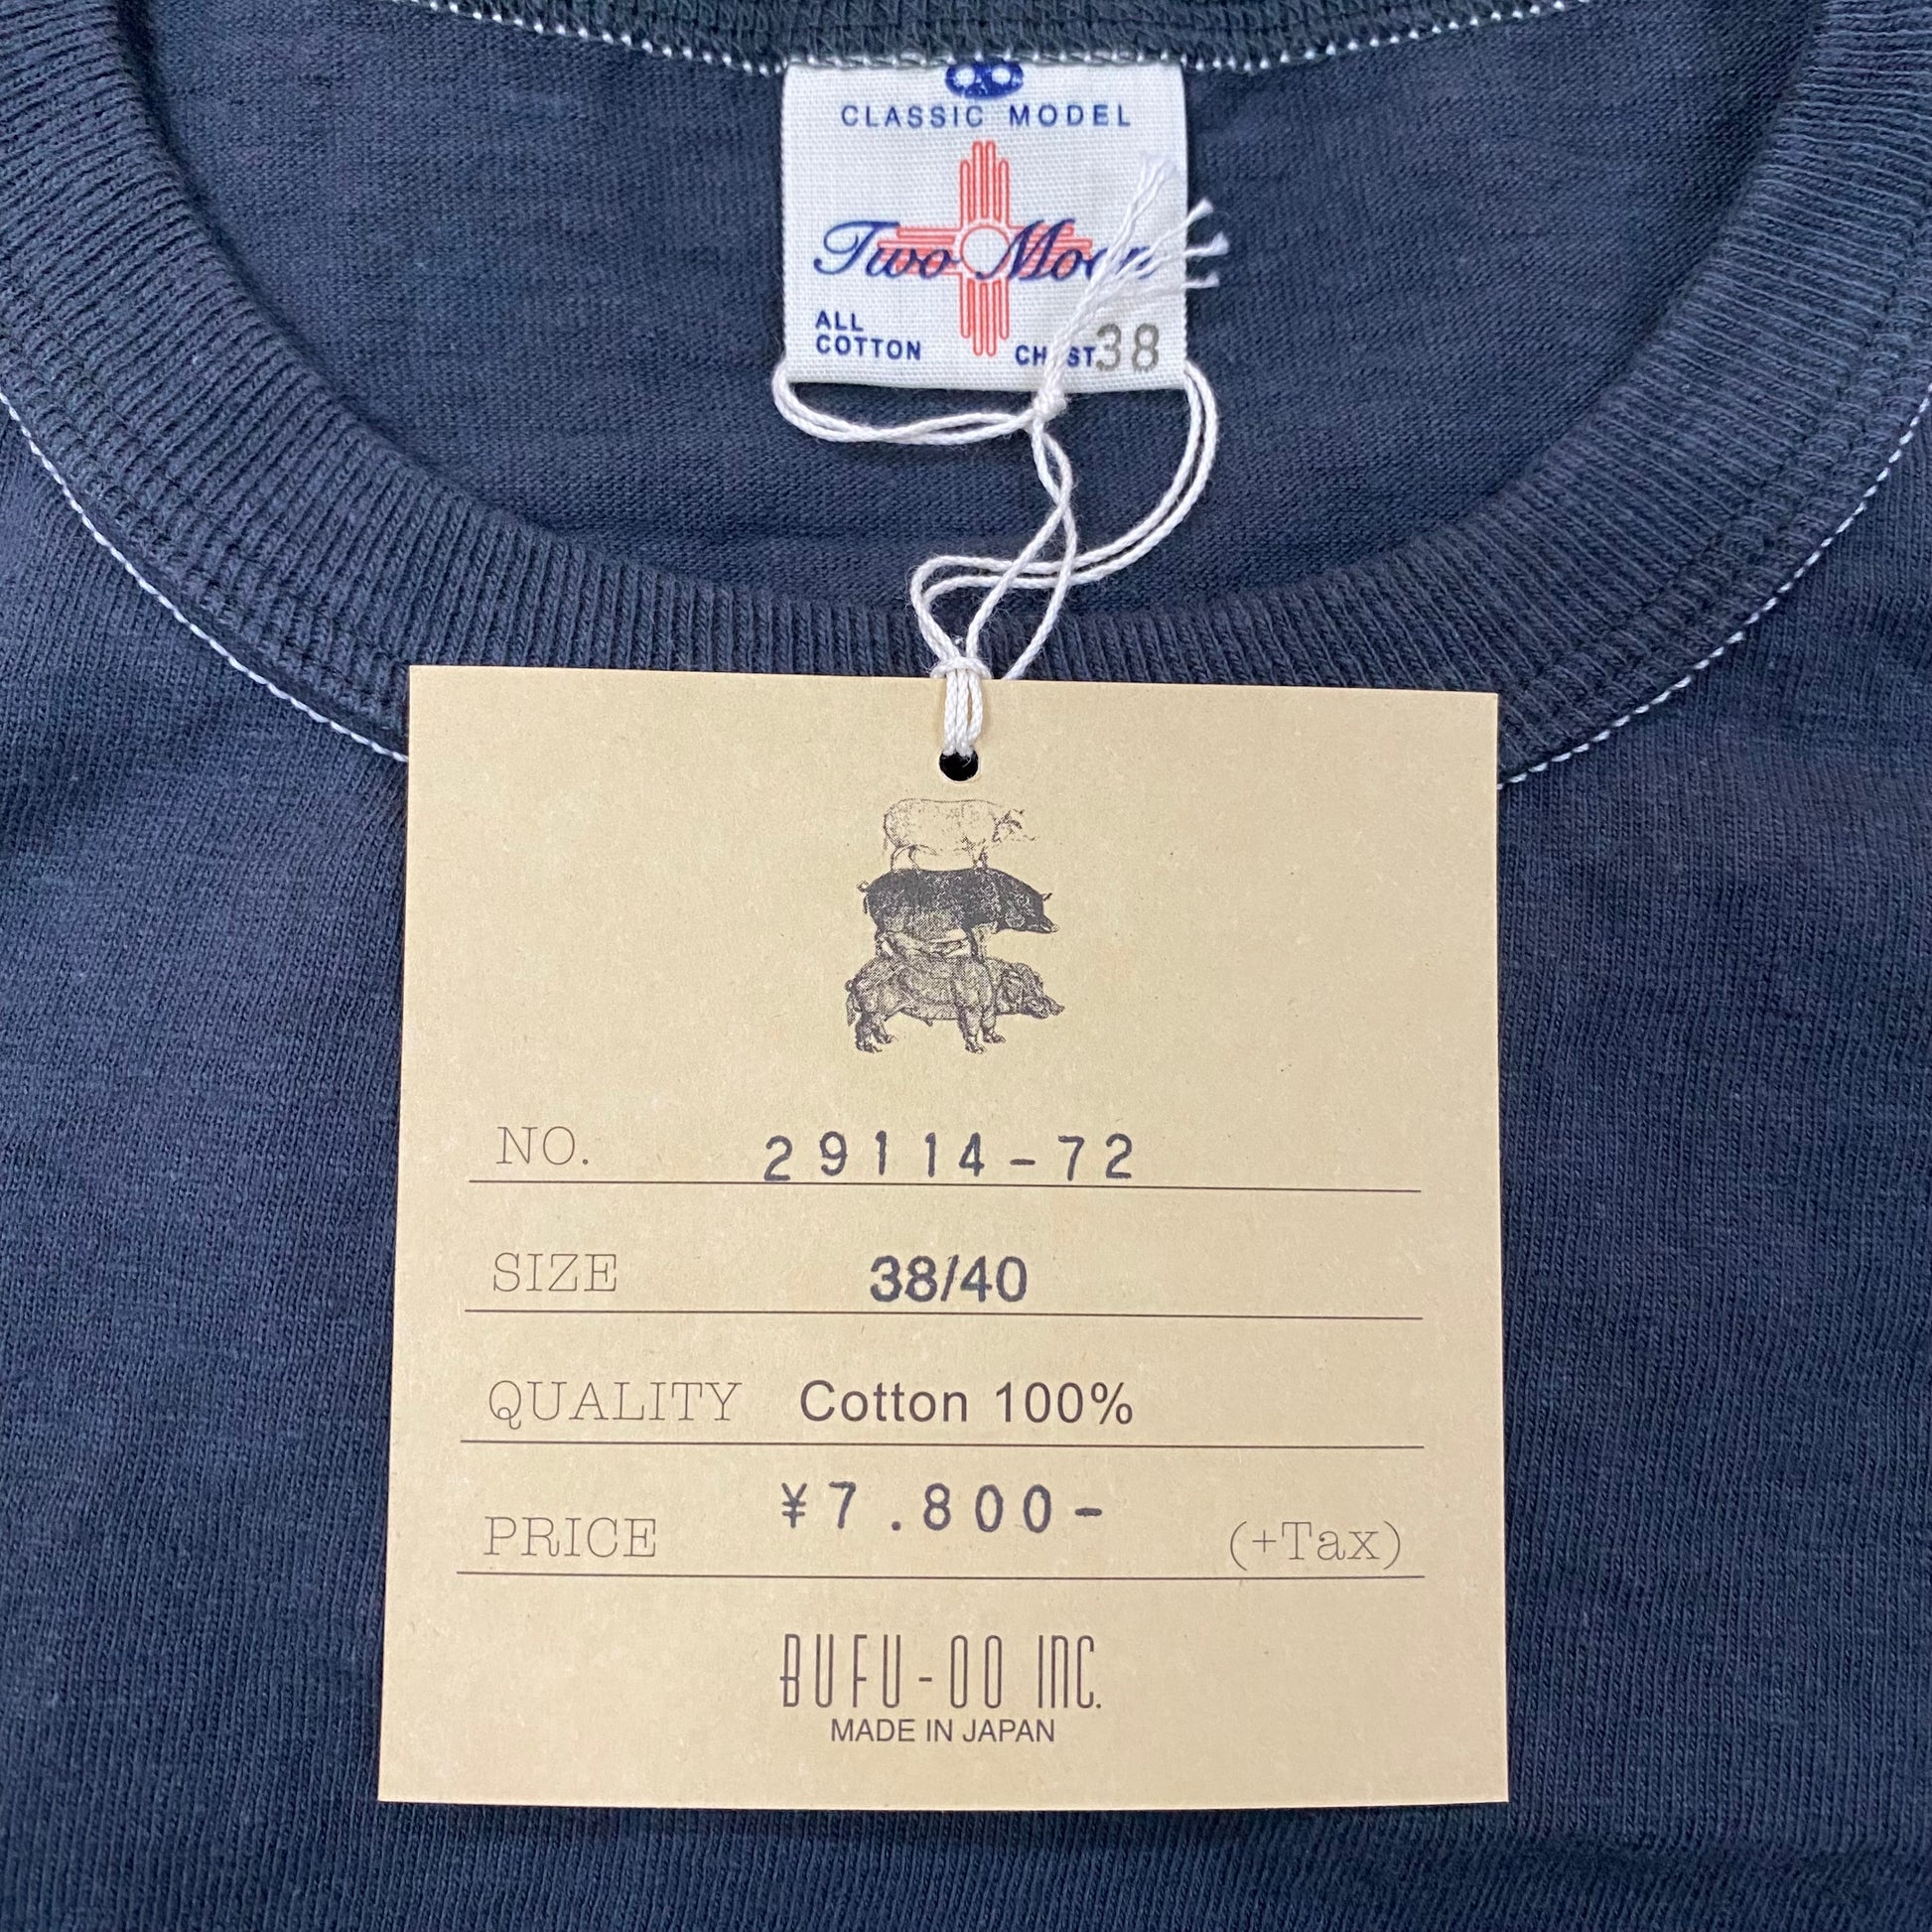 CLASSIC MODEL
Two Moon
ALL
COTTON
CHEST 38
NO. 29114-72
SIZE 38/40
QUALITY Cotton 100%
PRICE ¥7.800- (+Tax)
BUFU-OO INC.
MADE IN JAPAN